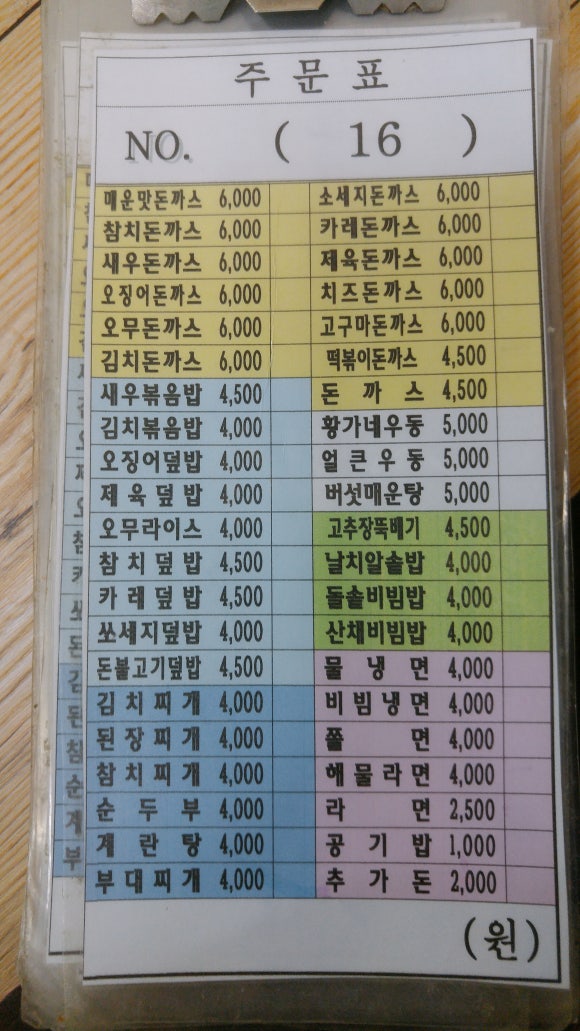 주문표
NO. ( 16 )
매운맛돈까스 6,000 소세지돈까스 6,000
참치돈까스 6,000 카레돈까스 6,000
새우돈까스 6,000 제육돈까스 6,000
오징어돈까스 6,000 치즈돈까스 6,000
오무돈까스 6,000 고구마돈까스 6,000
김치돈까스 6,000 떡볶이돈까스 4,500
새우볶음밥 4,500 돈까스 4,500
김치볶음밥 4,000 황가네우동 5,000
오징어덮밥 4,000 얼큰우동 5,000
제육덮밥 4,000 버섯매운탕 5,000
오무라이스 4,000 고추장뚝배기 4,500
참치덮밥 4,500 날치알솥밥 4,000
카레덮밥 4,500 돌솥비빔밥 4,000
쏘세지덮밥 4,000 산채비빔밥 4,000
돈불고기덮밥 4,500 물냉면 4,000
김치찌개 4,000 비빔냉면 4,000
된장찌개 4,000 쫄면 4,000
참치찌개 4,000 해물라면 4,000
순두부 4,000 라면 2,500
계란탕 4,000 공기밥 1,000
부대찌개 4,000 추가돈 2,000
(원)